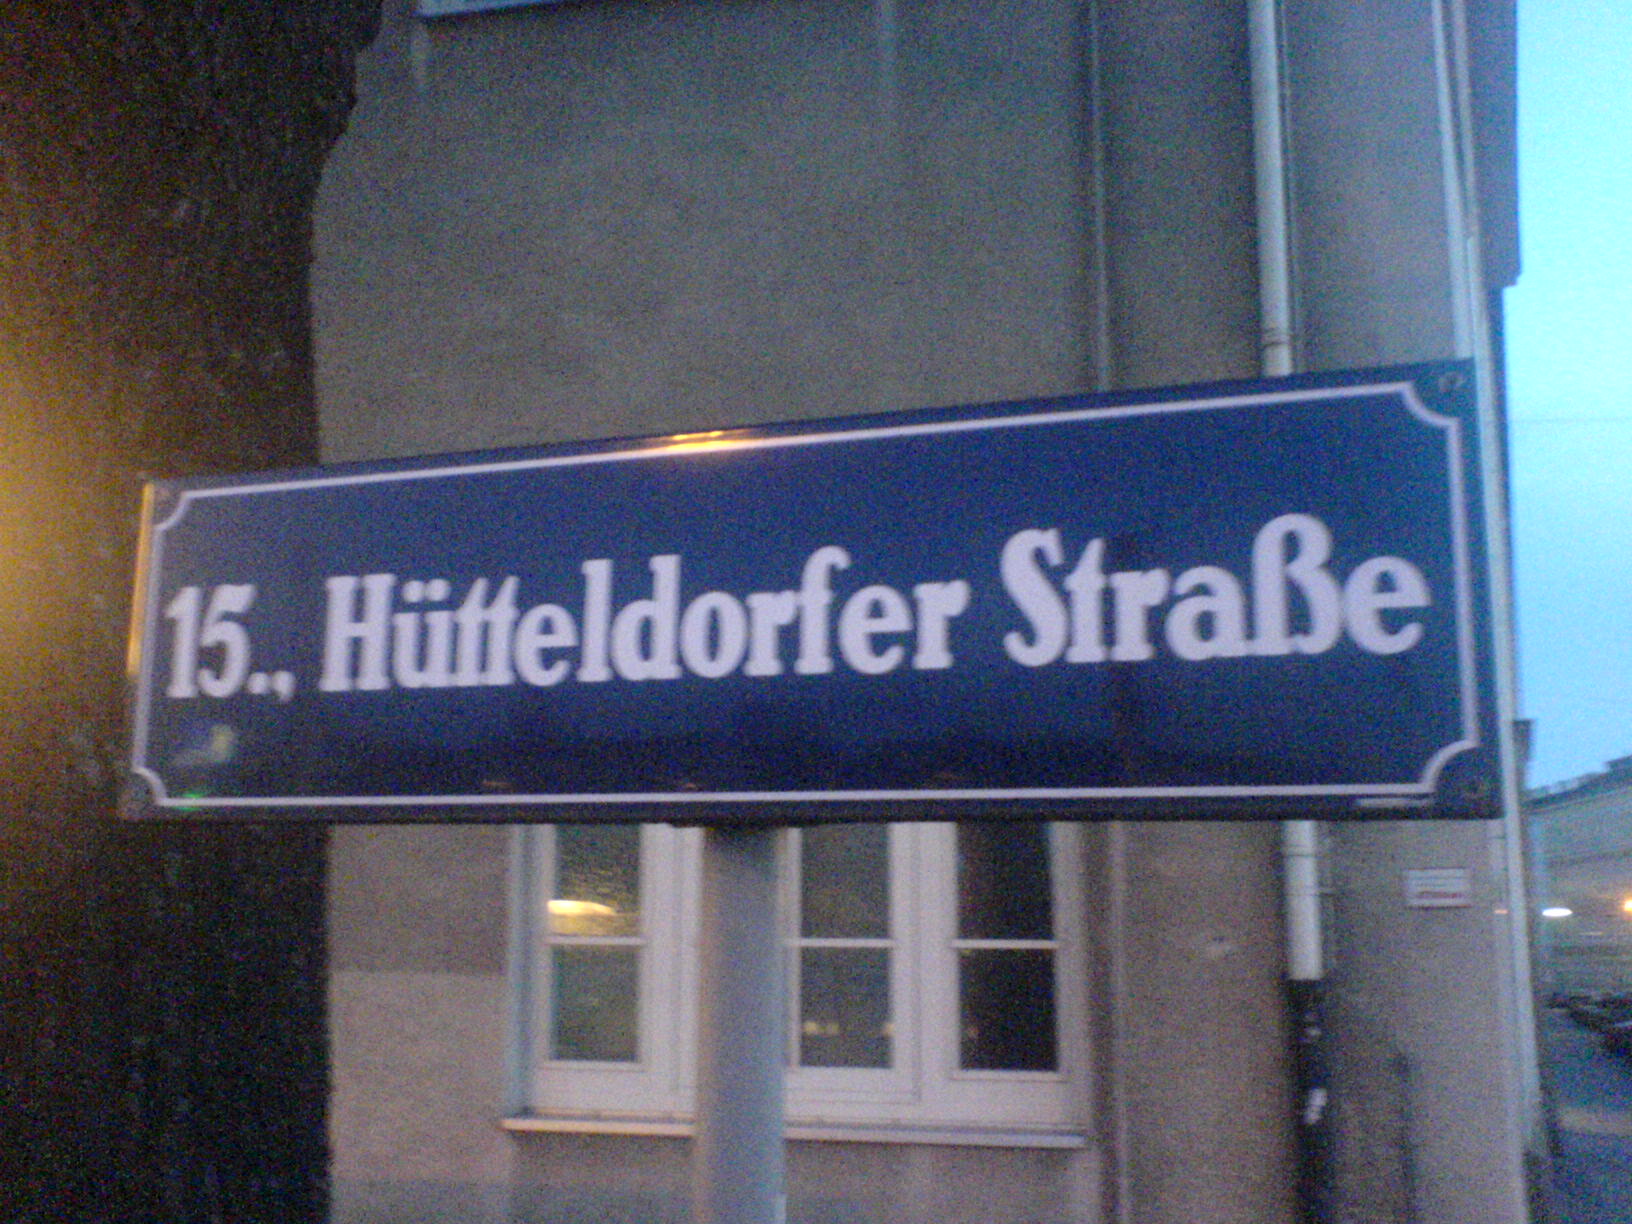 15., Hütteldorfer Straße